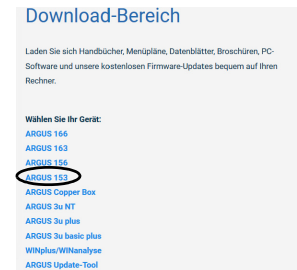 Download-Bereich
Laden Sie sich Handbücher, Menüpläne, Datenblätter, Broschüren, PC-
Software und unsere kostenlosen Firmware-Updates bequem auf Ihren
Rechner.
Wählen Sie Ihr Gerät:
ARGUS 166
ARGUS 163
ARGUS 156
ARGUS 153
ARGUS Copper Box
ARGUS 3u NT
ARGUS 3u plus
ARGUS 3u basic plus
WINplus/WINanalyse
ARGUS Update-Tool